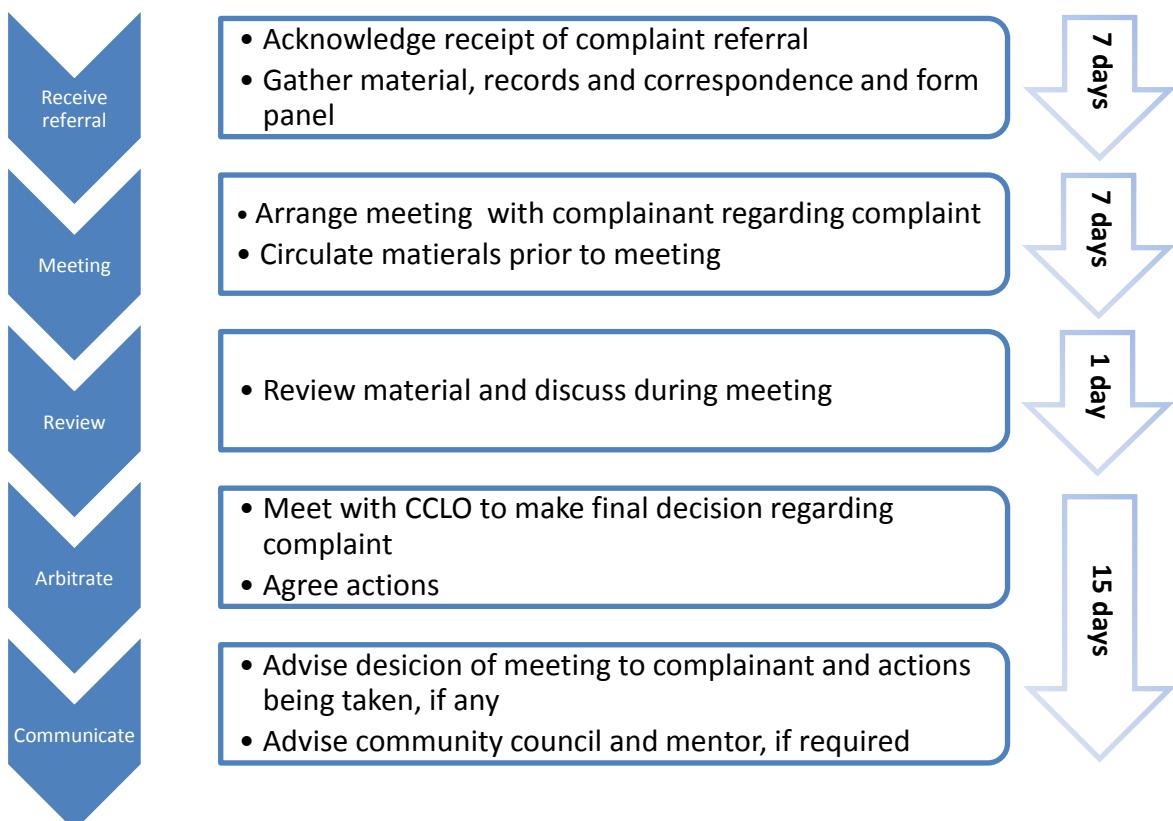 Receive
referral
• Acknowledge receipt of complaint referral
• Gather material, records and correspondence and form
panel
7 days
Meeting
• Arrange meeting  with complainant regarding complaint
• Circulate matierals prior to meeting
7 days
Review
• Review material and discuss during meeting
1 day
Arbitrate
• Meet with CCLO to make final decision regarding
complaint
• Agree actions
15 days
Communicate
• Advise desicion of meeting to complainant and actions
being taken, if any
• Advise community council and mentor, if required